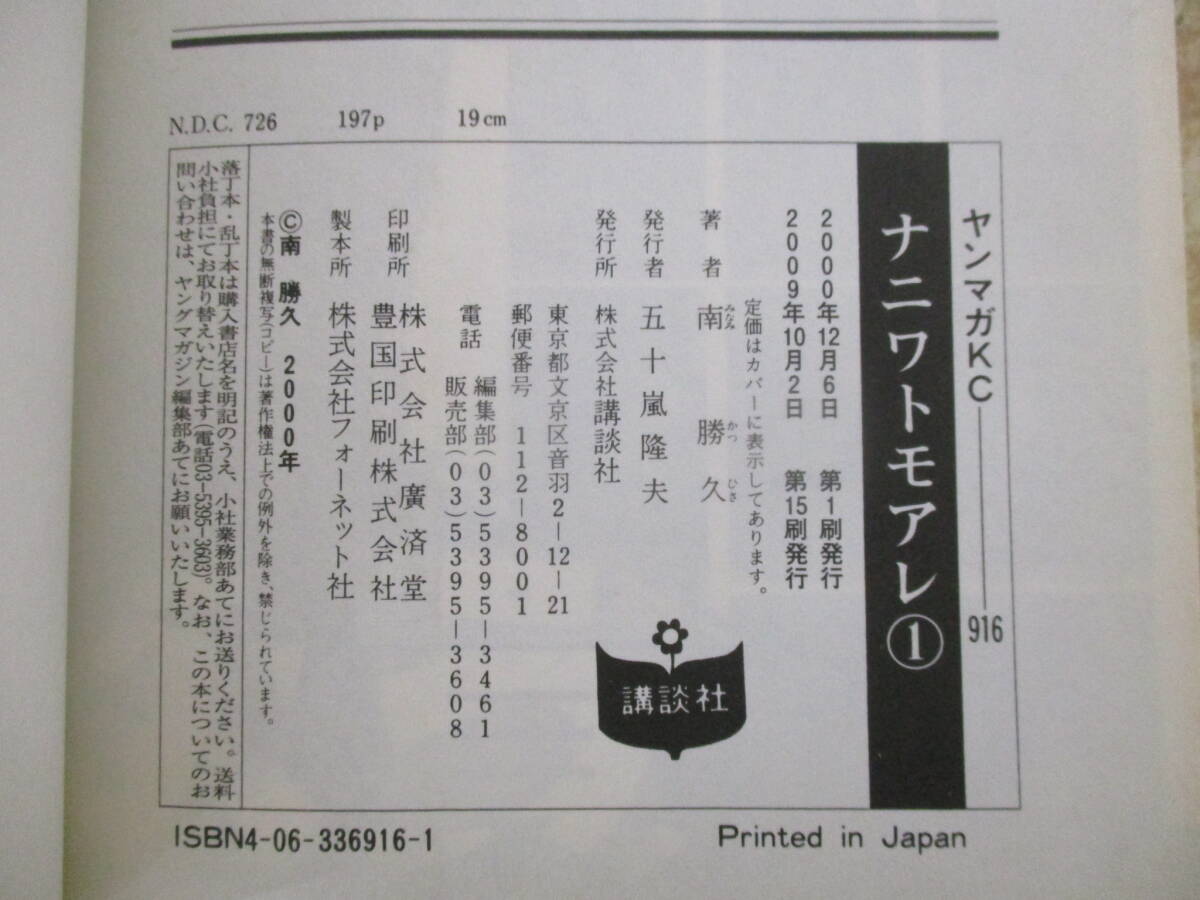 N.D.C. 726 197p 19cm
ヤンマガKC――916
ナニワトモアレ①
2000年12月6日 第1刷発行
2009年10月2日 第15刷発行
定価はカバーに表示してあります。
著者 南 勝久
みなみ かつ ひさ
発行者 五十嵐隆夫
発行所 株式会社講談社
東京都文京区音羽2―12―21
郵便番号 112―8001
電話 編集部(03)5395―3461
販売部(03)5395―3608
印刷所 株式会社廣済堂
豊国印刷株式会社
製本所 株式会社フォーネット社
©南 勝久 2000年
本書の無断複写(コピー)は著作権法上での例外を除き、禁じられています。
落丁本・乱丁本は購入書店名を明記のうえ、小社業務部あてにお送りください。送料
小社負担にてお取り替えいたします(電話03-5395-3603)。なお、この本についてのお
問い合わせは、ヤングマガジン編集部あてにお願いいたします。
講談社
ISBN4-06-336916-1
Printed in Japan